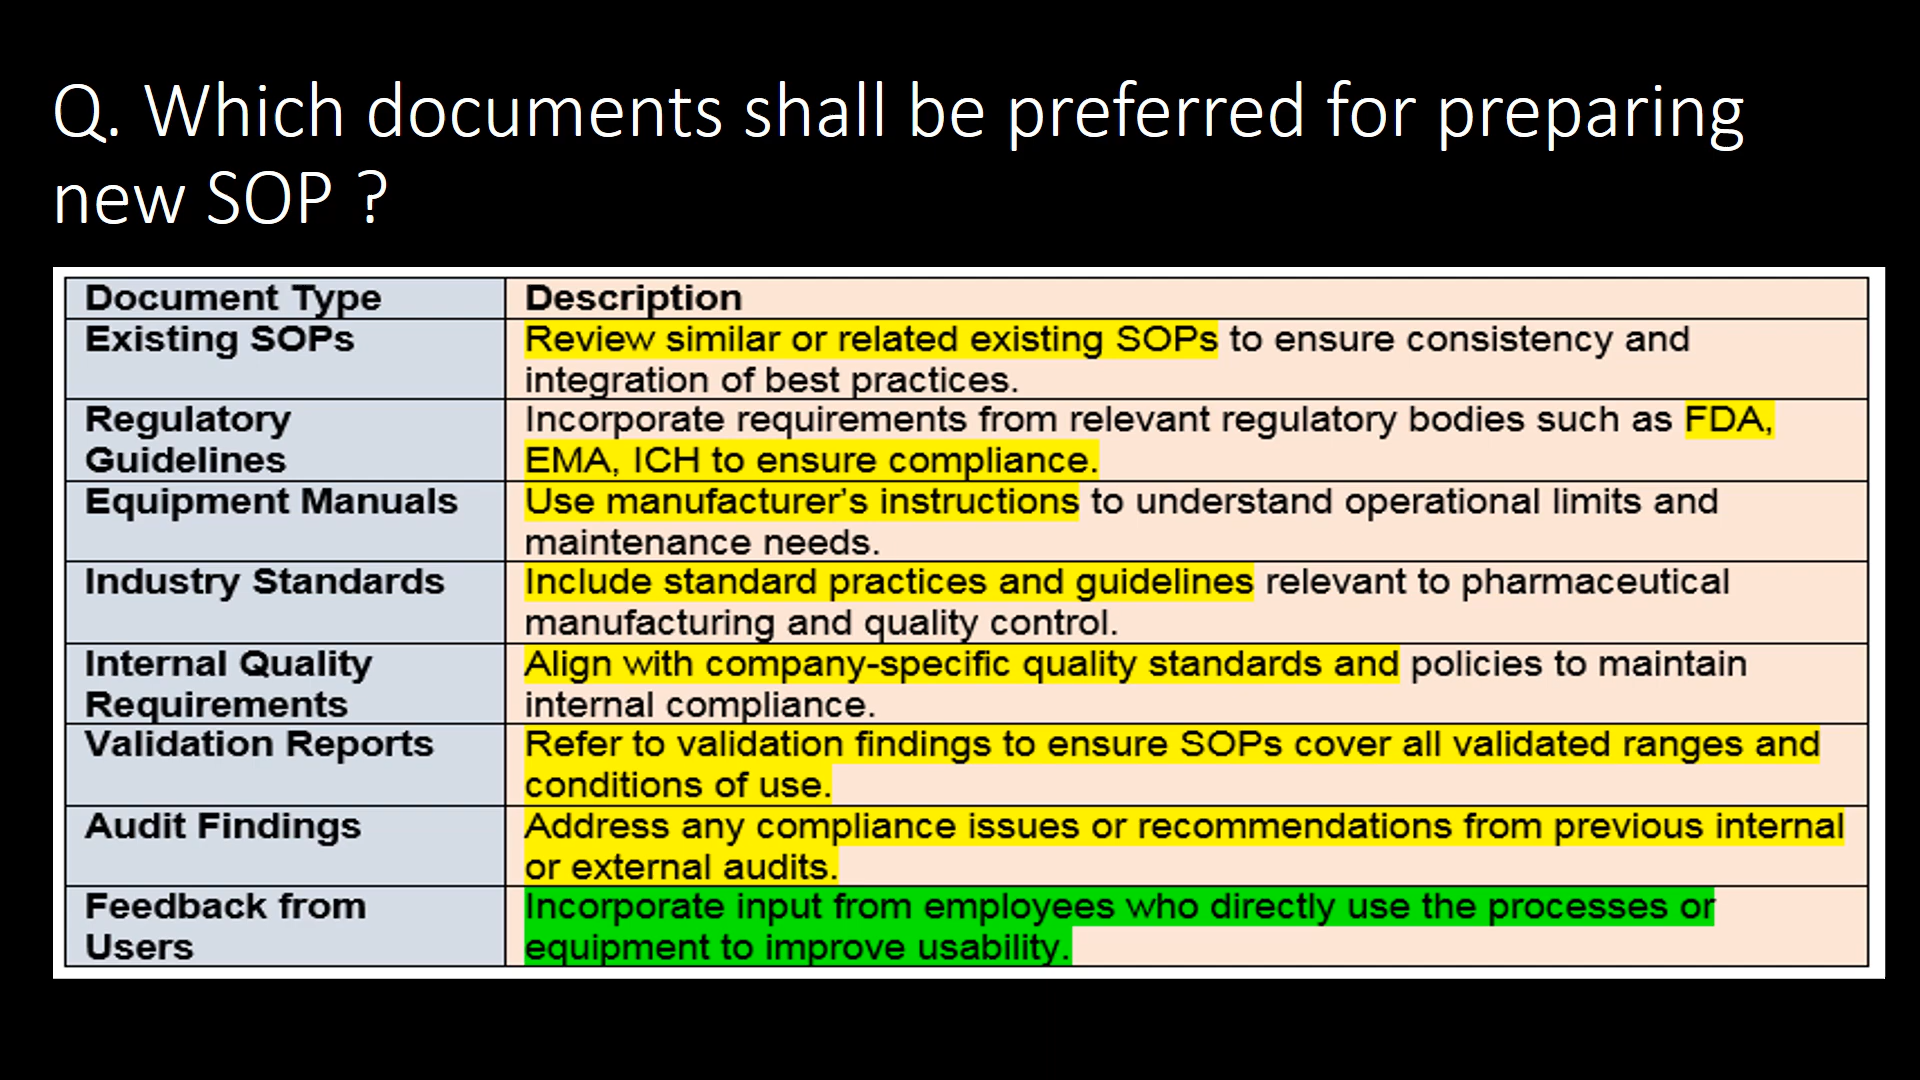 Q. Which documents shall be preferred for preparing
new SOP ?
Document Type
Description
Existing SOPs
Review similar or related existing SOPs to ensure consistency and
integration of best practices.
Regulatory
Guidelines
Incorporate requirements from relevant regulatory bodies such as FDA,
EMA, ICH to ensure compliance.
Equipment Manuals
Use manufacturer’s instructions to understand operational limits and
maintenance needs.
Industry Standards
Include standard practices and guidelines relevant to pharmaceutical
manufacturing and quality control.
Internal Quality
Requirements
Align with company-specific quality standards and policies to maintain
internal compliance.
Validation Reports
Refer to validation findings to ensure SOPs cover all validated ranges and
conditions of use.
Audit Findings
Address any compliance issues or recommendations from previous internal
or external audits.
Feedback from
Users
Incorporate input from employees who directly use the processes or
equipment to improve usability.